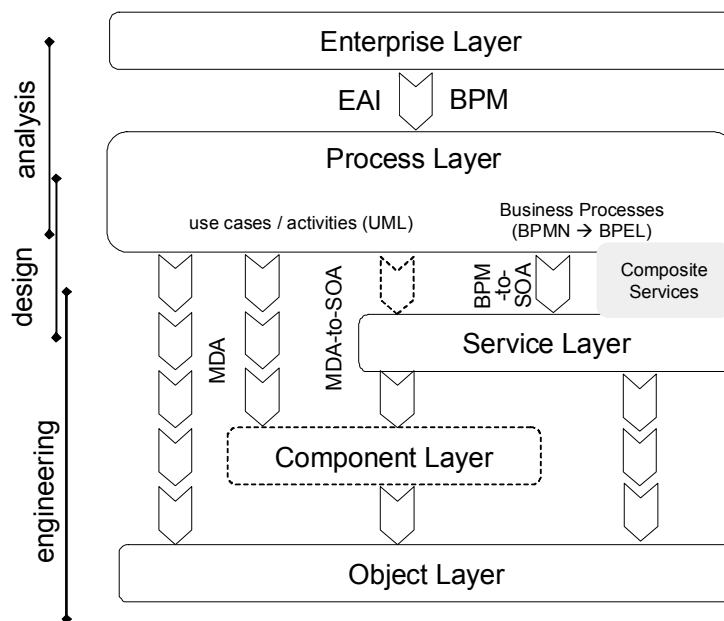 Enterprise Layer
EAI BPM
Process Layer
use cases / activities (UML)
Business Processes
(BPMN → BPEL)
Composite
Services
MDA
MDA-to-SOA
BPM
-to-
SOA
Service Layer
Component Layer
Object Layer
analysis
design
engineering